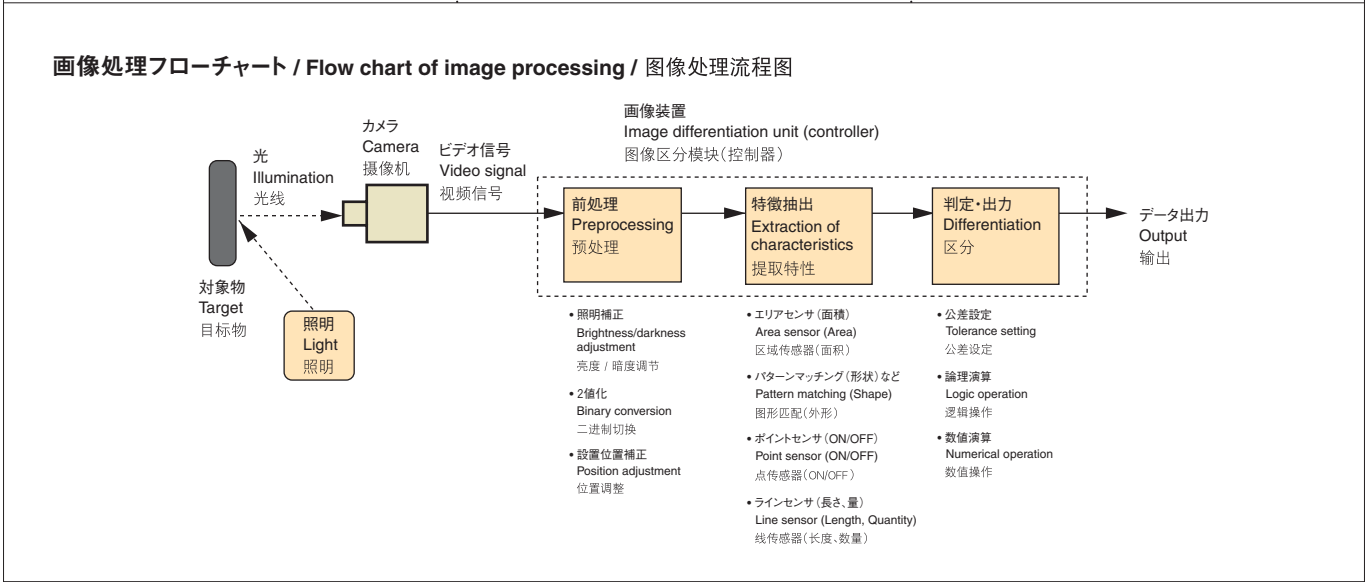 画像処理フローチャート / Flow chart of image processing / 图像处理流程图
画像装置
Image differentiation unit (controller)
图像区分模块(控制器)
対象物
Target
目标物
光
Illumination
光线
照明
Light
照明
カメラ
Camera
摄像机
ビデオ信号
Video signal
视频信号
前処理
Preprocessing
预处理
特徴抽出
Extraction of
characteristics
提取特性
判定・出力
Differentiation
区分
データ出力
Output
输出
• 照明補正
Brightness/darkness
adjustment
亮度 / 暗度调节
• 2値化
Binary conversion
二进制切换
• 設置位置補正
Position adjustment
位置调整
• エリアセンサ(面積)
Area sensor (Area)
区域传感器(面积)
• パターンマッチング(形状)など
Pattern matching (Shape)
图形匹配(外形)
• ポイントセンサ(ON/OFF)
Point sensor (ON/OFF)
点传感器(ON/OFF)
• ラインセンサ(長さ、量)
Line sensor (Length, Quantity)
线传感器(长度、数量)
• 公差設定
Tolerance setting
公差设定
• 論理演算
Logic operation
逻辑操作
• 数値演算
Numerical operation
数值操作